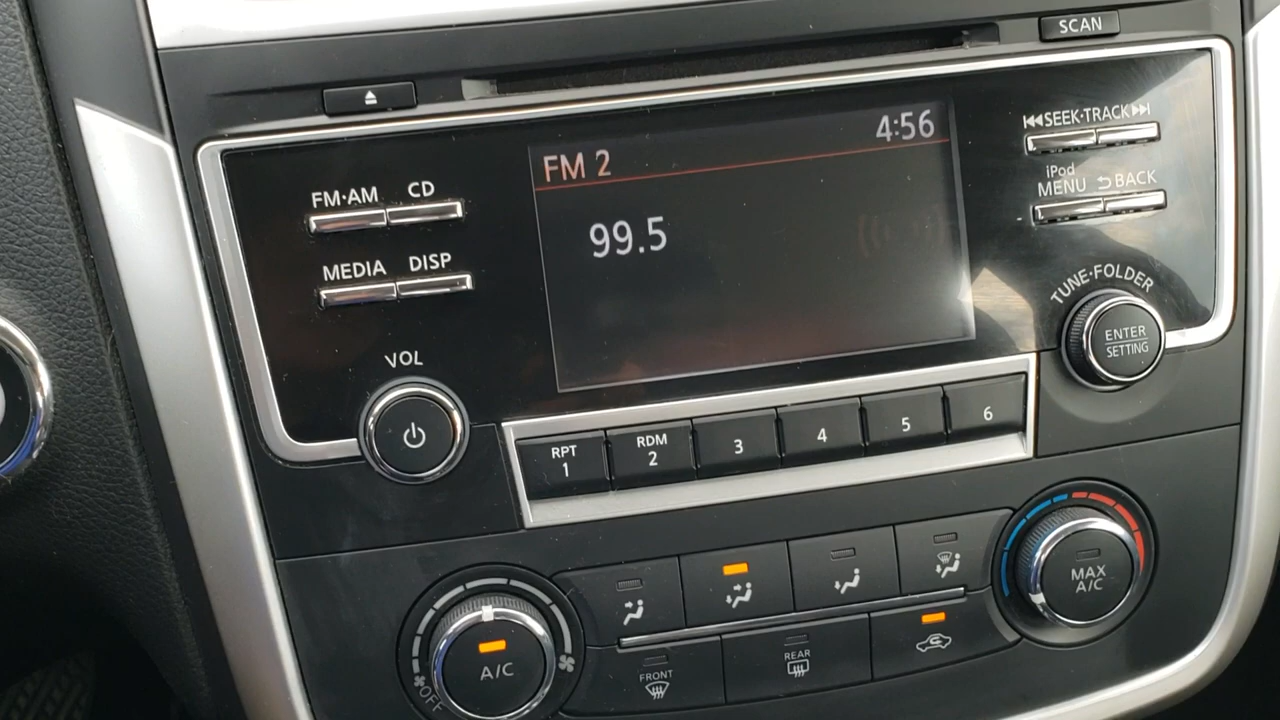 SCAN
4:56
FM 2
99.5
SEEK·TRACK
iPod
MENU BACK
FM·AM CD
MEDIA DISP
TUNE·FOLDER
ENTER
SETTING
VOL
RPT
1
RDM
2
3
4
5
6
MAX
A/C
A/C
OFF
FRONT
REAR